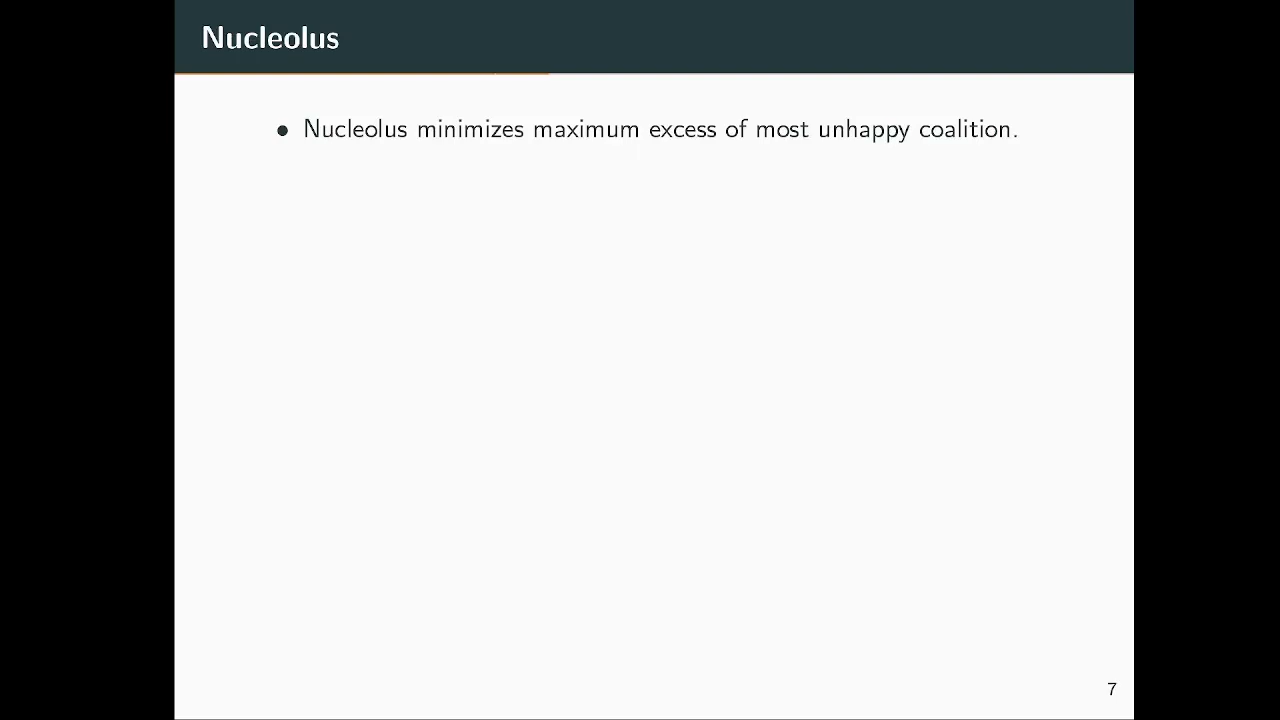 Nucleolus
• Nucleolus minimizes maximum excess of most unhappy coalition.
7